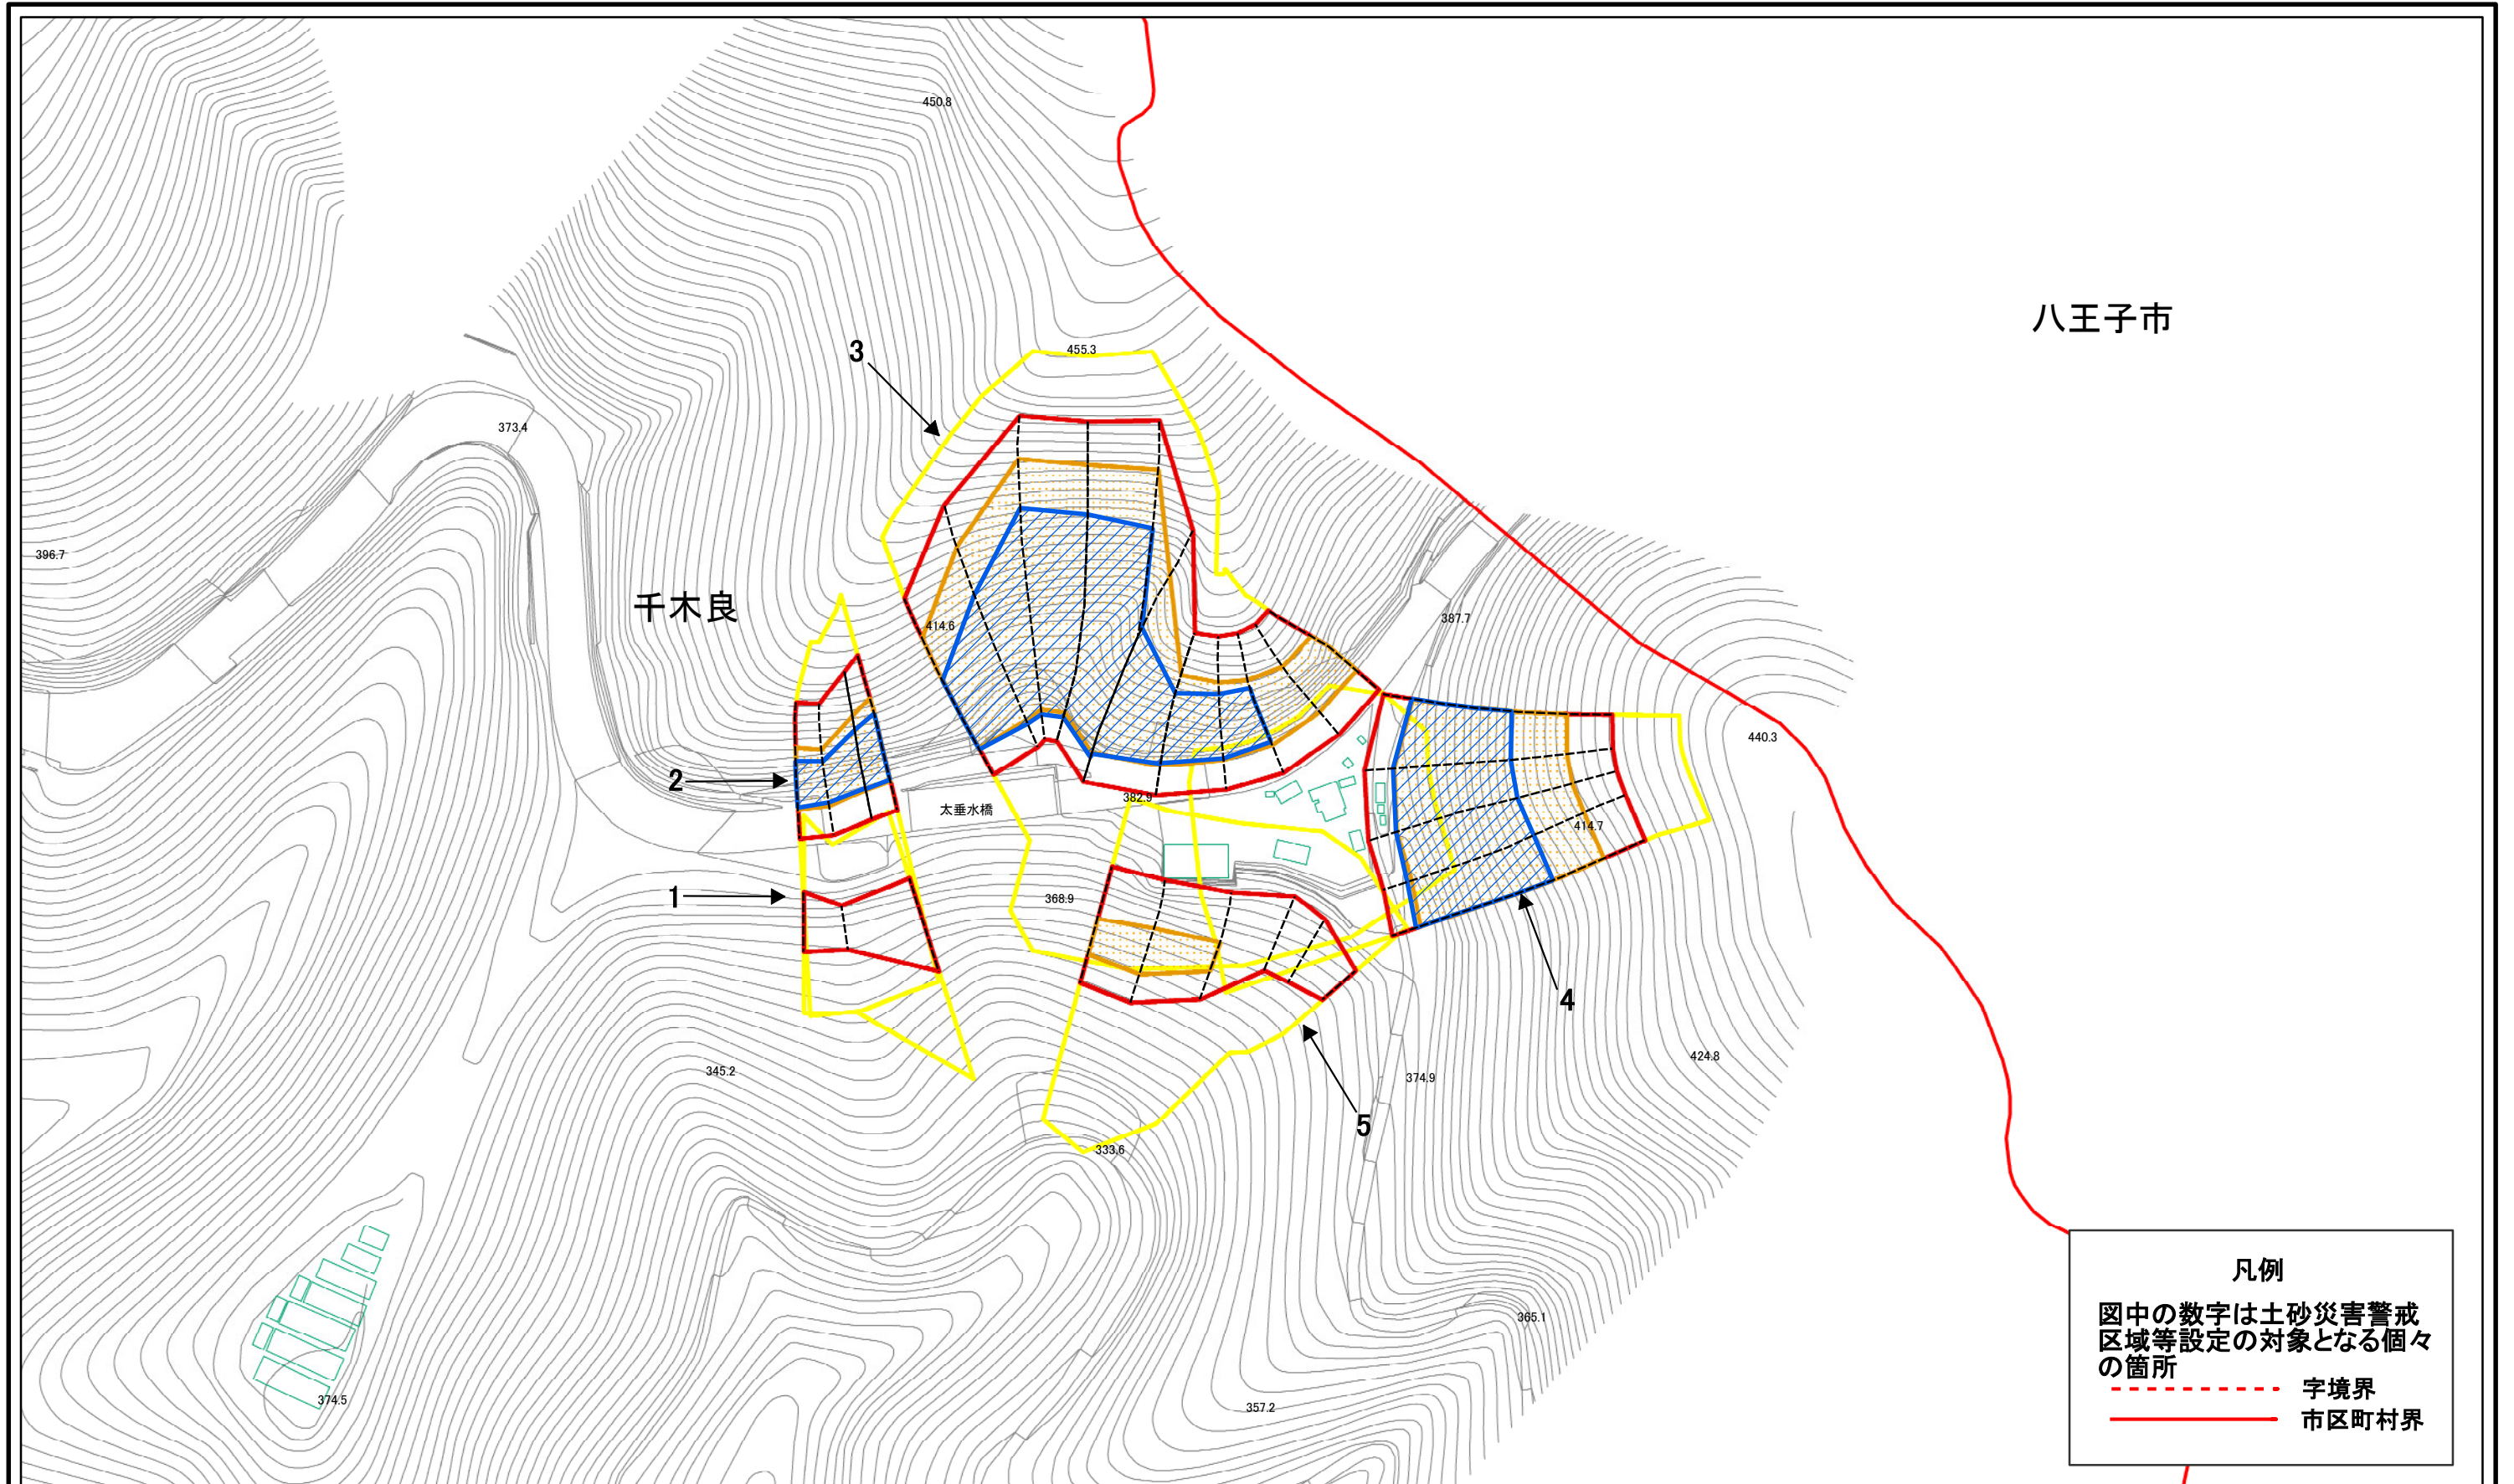 450.8
八王子市
3
455.3
373.4
396.7
千木良
414.6
387.7
440.3
2
太垂水橋
382.9
414.7
1
368.9
4
424.8
345.2
374.9
5
333.6
365.1
374.5
357.2
凡例
図中の数字は土砂災害警戒
区域等設定の対象となる個々
の箇所
字境界
市区町村界